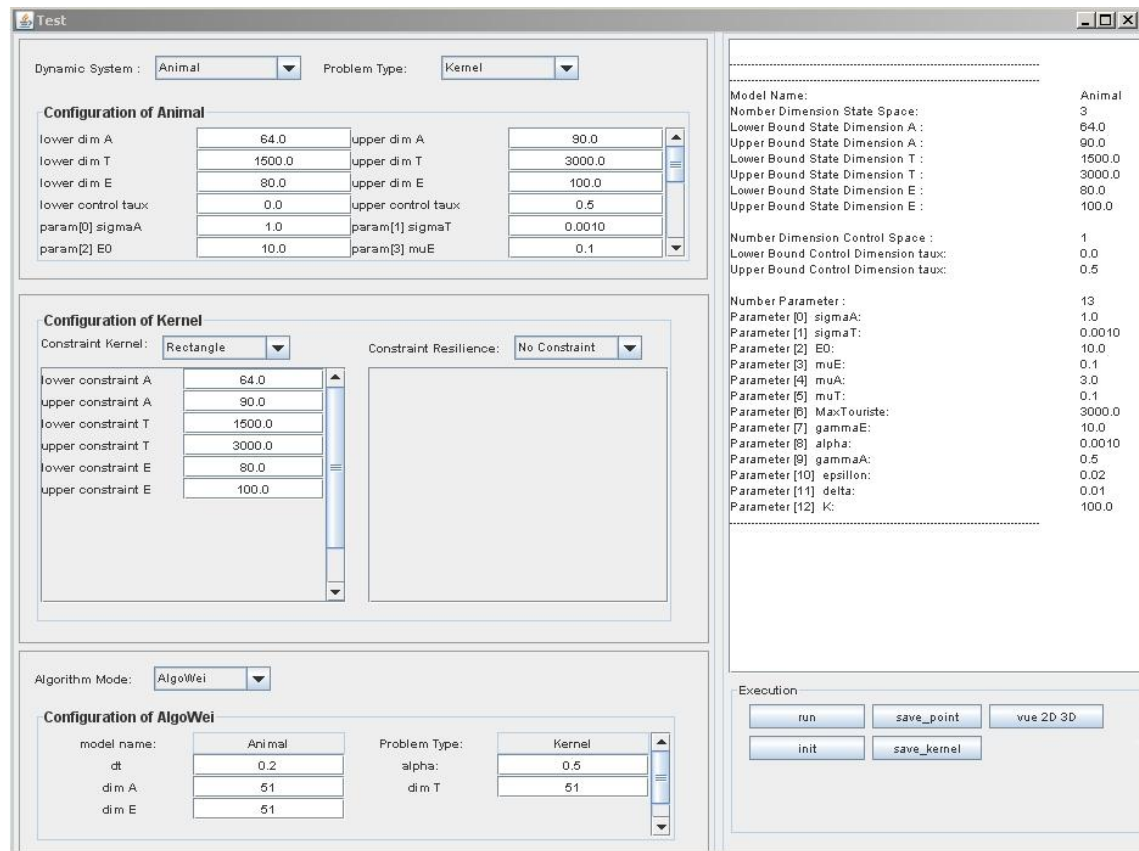 Test
Dynamic System : Animal Problem Type: Kernel
Configuration of Animal
lower dim A 64.0 upper dim A 90.0
lower dim T 1500.0 upper dim T 3000.0
lower dim E 80.0 upper dim E 100.0
lower control taux 0.0 upper control taux 0.5
param[0] sigmaA 1.0 param[1] sigmaT 0.0010
param[2] E0 10.0 param[3] muE 0.1
Configuration of Kernel
Constraint Kernel: Rectangle Constraint Resilience: No Constraint
lower constraint A 64.0
upper constraint A 90.0
lower constraint T 1500.0
upper constraint T 3000.0
lower constraint E 80.0
upper constraint E 100.0
Algorithm Mode: AlgoWei
Configuration of AlgoWei
model name: Animal Problem Type: Kernel
dt 0.2 alpha: 0.5
dim A 51 dim T 51
dim E 51
Model Name: Animal
Nomber Dimension State Space: 3
Lower Bound State Dimension A : 64.0
Upper Bound State Dimension A : 90.0
Lower Bound State Dimension T : 1500.0
Upper Bound State Dimension T : 3000.0
Lower Bound State Dimension E : 80.0
Upper Bound State Dimension E : 100.0
Number Dimension Control Space : 1
Lower Bound Control Dimension taux: 0.0
Upper Bound Control Dimension taux: 0.5
Number Parameter : 13
Parameter [0] sigmaA: 1.0
Parameter [1] sigmaT: 0.0010
Parameter [2] E0: 10.0
Parameter [3] muE: 0.1
Parameter [4] muA: 3.0
Parameter [5] muT: 0.1
Parameter [6] MaxTouriste: 3000.0
Parameter [7] gammaE: 10.0
Parameter [8] alpha: 0.0010
Parameter [9] gammaA: 0.5
Parameter [10] epsillon: 0.02
Parameter [11] delta: 0.01
Parameter [12] K: 100.0
Execution
run save_point vue 2D 3D
init save_kernel